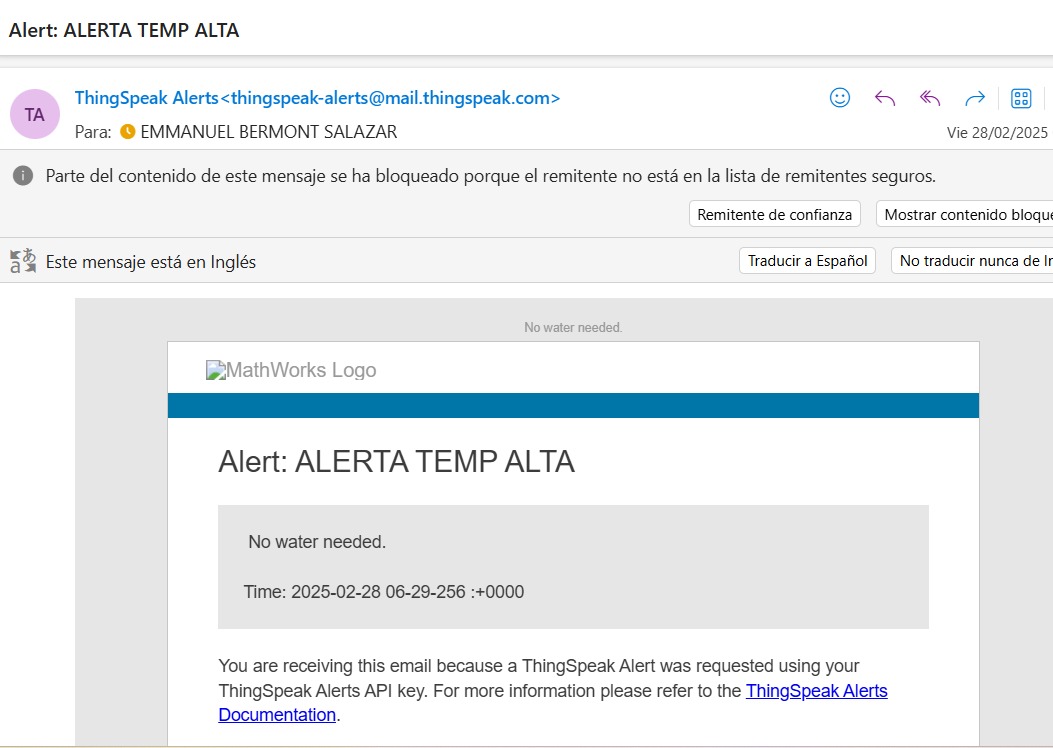 Alert: ALERTA TEMP ALTA
TA
ThingSpeak Alerts<thingspeak-alerts@mail.thingspeak.com>
Para: EMMANUEL BERMONT SALAZAR
Vie 28/02/2025
Parte del contenido de este mensaje se ha bloqueado porque el remitente no está en la lista de remitentes seguros.
Remitente de confianza
Mostrar contenido
Este mensaje está en Inglés
Traducir a Español
No traducir nunca de
No water needed.
MathWorks Logo
Alert: ALERTA TEMP ALTA
No water needed.
Time: 2025-02-28 06-29-256 :+0000
You are receiving this email because a ThingSpeak Alert was requested using your
ThingSpeak Alerts API key. For more information please refer to the ThingSpeak Alerts
Documentation.